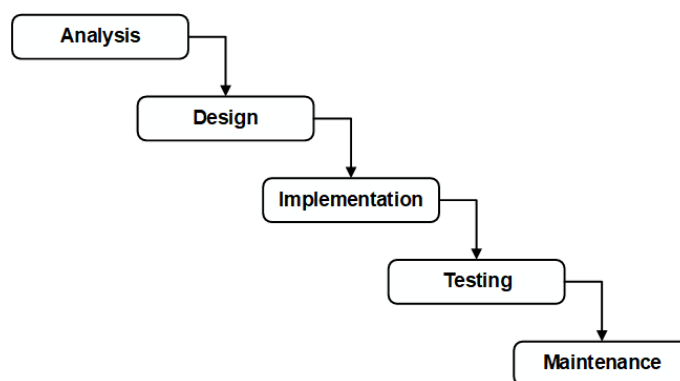 Analysis
Design
Implementation
Testing
Maintenance